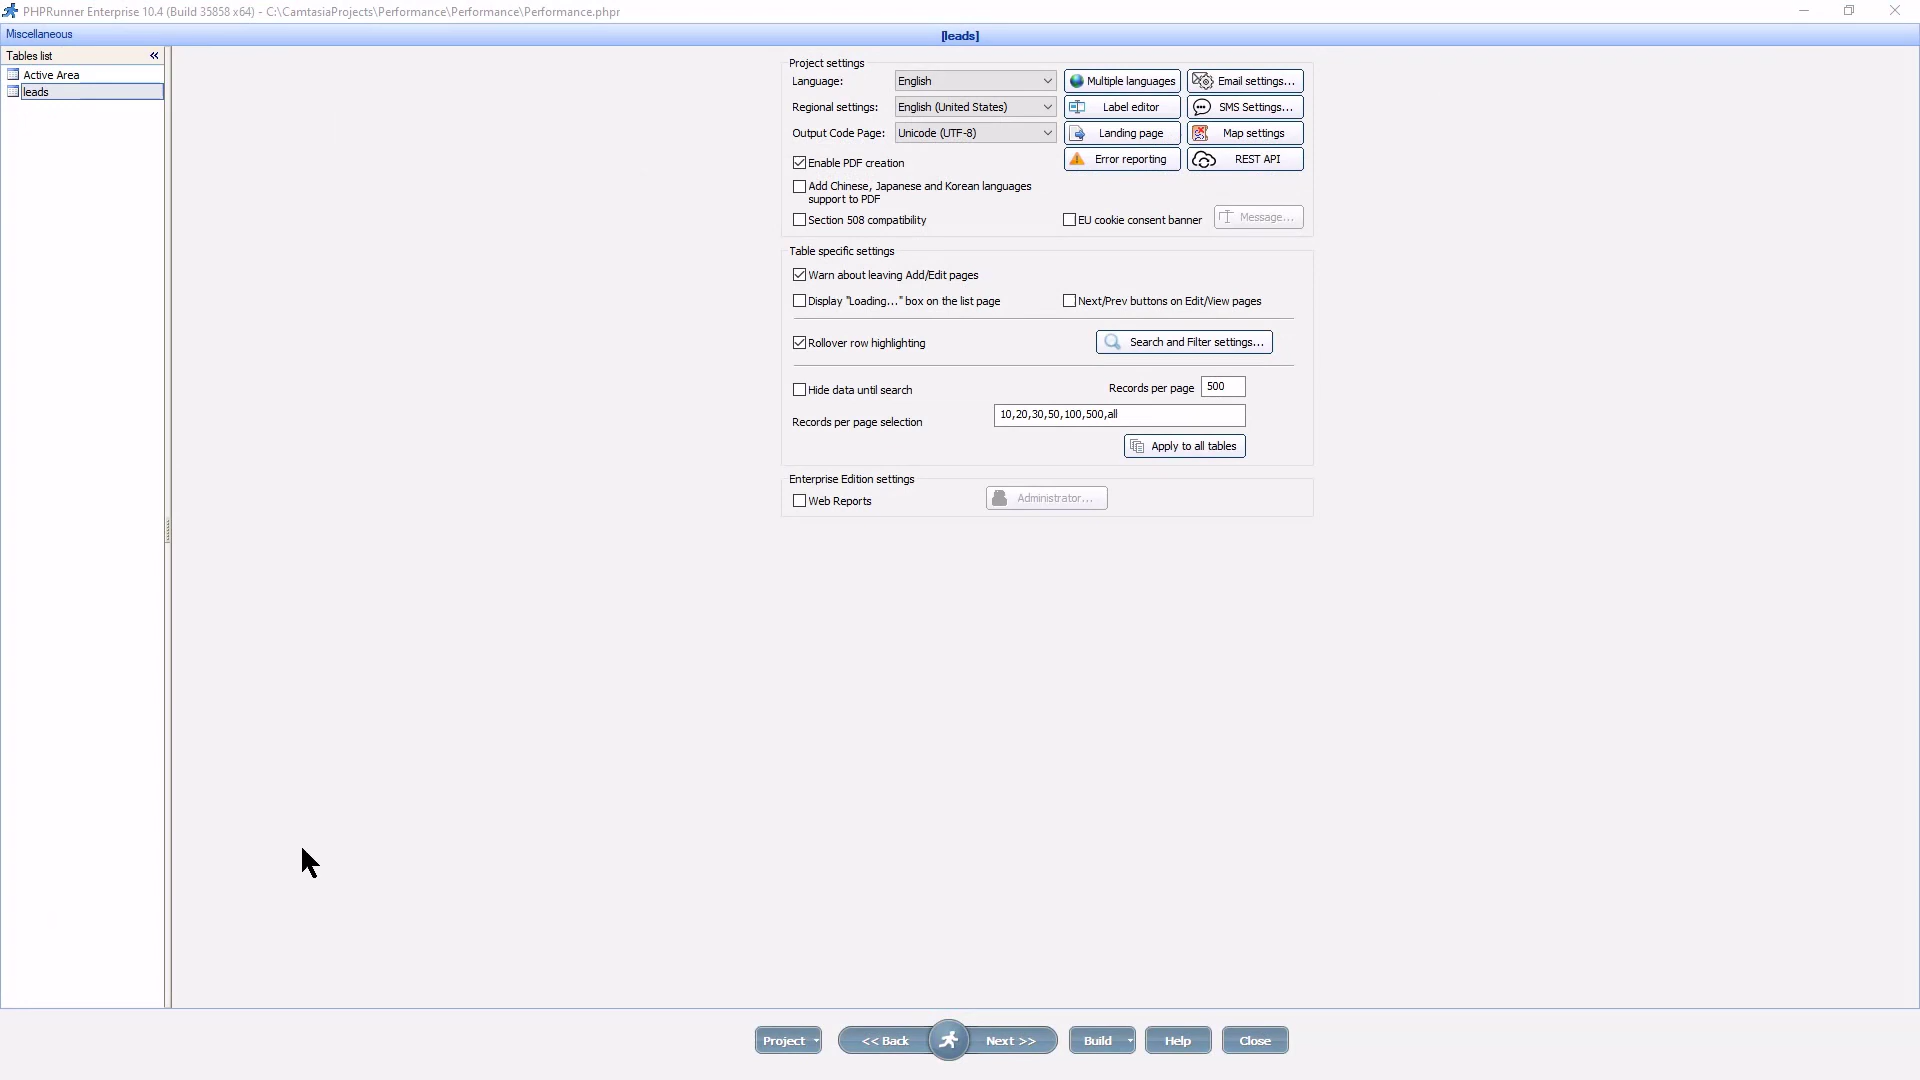 PHPRunner Enterprise 10.4 (Build 35858 x64) - C:\CamtasiaProjects\Performance\Performance\Performance.phpr
Miscellaneous
[leads]
Tables list
Active Area
leads
Project settings
Language:
English
Multiple languages
Email settings...
Regional settings:
English (United States)
Label editor
SMS Settings...
Output Code Page:
Unicode (UTF-8)
Landing page
Map settings
Enable PDF creation
Error reporting
REST API
Add Chinese, Japanese and Korean languages
support to PDF
Section 508 compatibility
EU cookie consent banner
Message...
Table specific settings
Warn about leaving Add/Edit pages
Display "Loading..." box on the list page
Next/Prev buttons on Edit/View pages
Rollover row highlighting
Search and Filter settings...
Hide data until search
Records per page
500
Records per page selection
10,20,30,50,100,500,all
Apply to all tables
Enterprise Edition settings
Web Reports
Administrator...
Project
<< Back
Next >>
Build
Help
Close